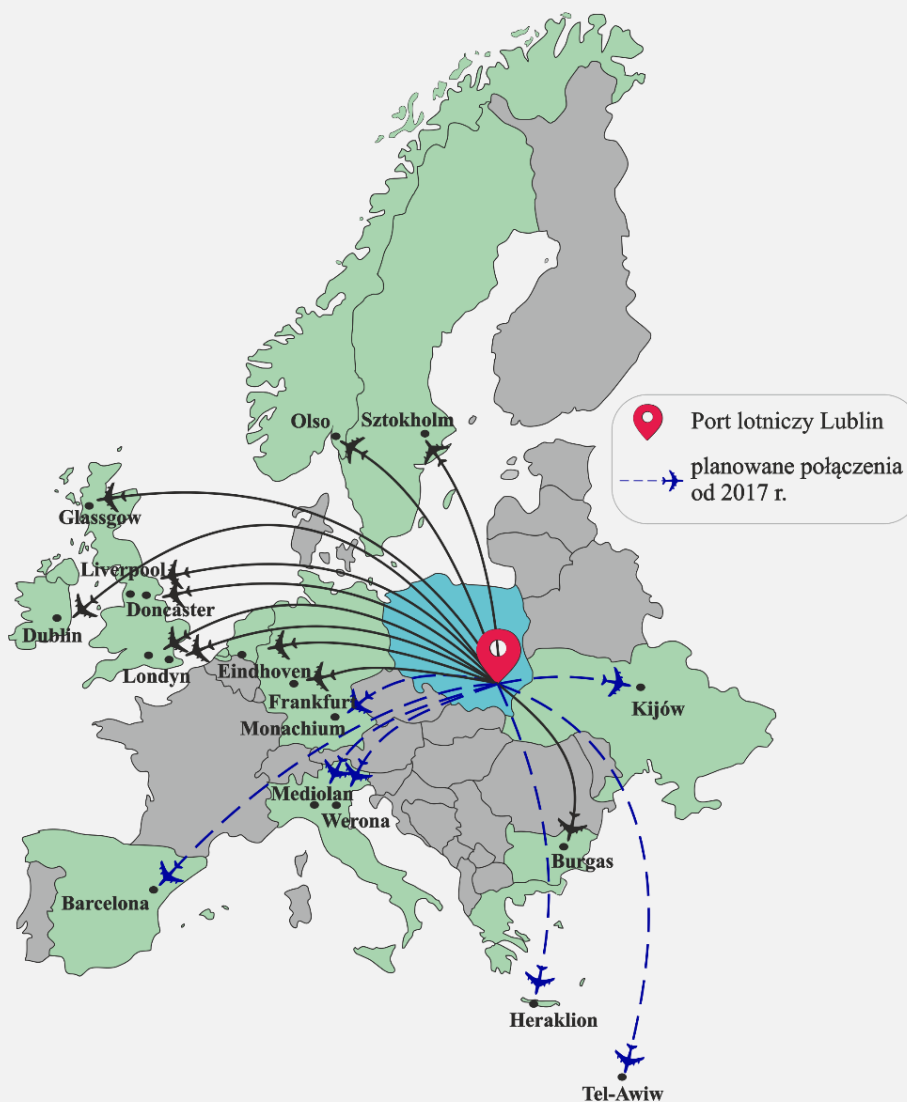 Olso
Sztokholm
Port lotniczy Lublin
planowane połączenia
od 2017 r.
Glassgow
Liverpool
Doncaster
Dublin
Londyn
Eindhoven
Frankfurt
Monachium
Kijów
Mediolan
Werona
Burgas
Barcelona
Heraklion
Tel-Awiw